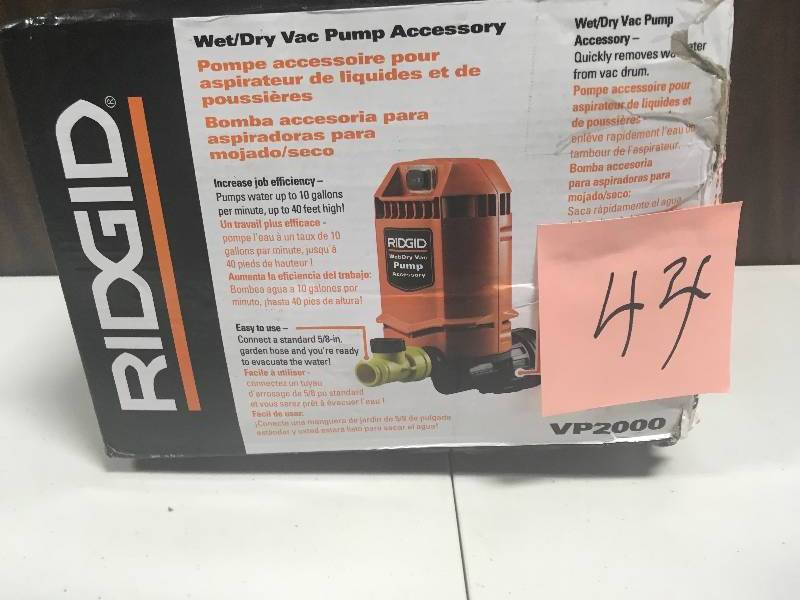 RIDGID®
Wet/Dry Vac Pump Accessory
Pompe accessoire pour
aspirateur de liquides et de
poussières
Bomba accesoria para
aspiradoras para
mojado/seco
Increase job efficiency –
Pumps water up to 10 gallons
per minute, up to 40 feet high!
Un travail plus efficace -
pompe l'eau à un taux de 10
gallons par minute, jusqu'à
40 pieds de hauteur !
Aumenta la eficiencia del trabajo:
Bombea agua a 10 galones por
minuto, ¡hasta 40 pies de altura!
Easy to use –
Connect a standard 5/8-in.
garden hose and you're ready
to evacuate the water!
Facile à utiliser -
connectez un tuyau
d'arrosage de 5/8 po standard
et vous serez prêt à évacuer l'eau !
Fácil de usar:
¡Conecte una manguera de jardín de 5/8 de pulgada
estándar y usted estará listo para sacar el agua!
RIDGID
Wet/Dry Vac
Pump
Accessory
Wet/Dry Vac Pump
Accessory –
Quickly removes
from vac drum.
Pompe accessoire pour
aspirateur de liquides et
de poussières -
enlève rapidement l'eau du
tambour de l'aspirateur.
Bomba accesoria
para aspiradoras para
mojado/seco:
Saca rápidamente el agua
44
VP2000